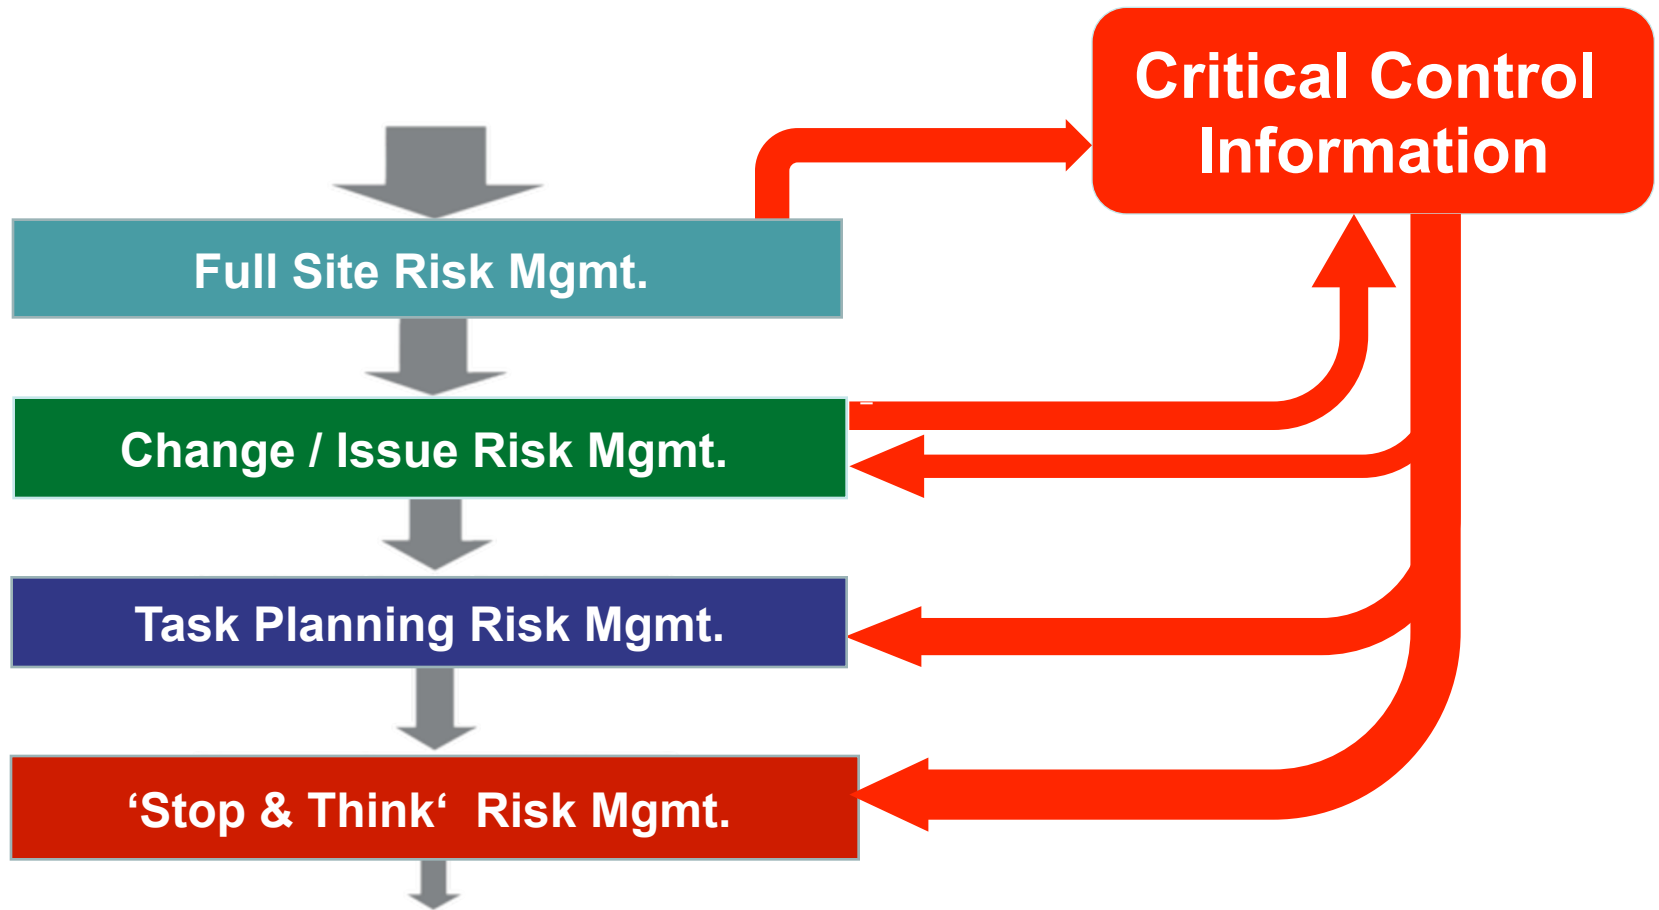 Critical Control
Information
Full Site Risk Mgmt.
Change / Issue Risk Mgmt.
Task Planning Risk Mgmt.
‘Stop & Think‘  Risk Mgmt.